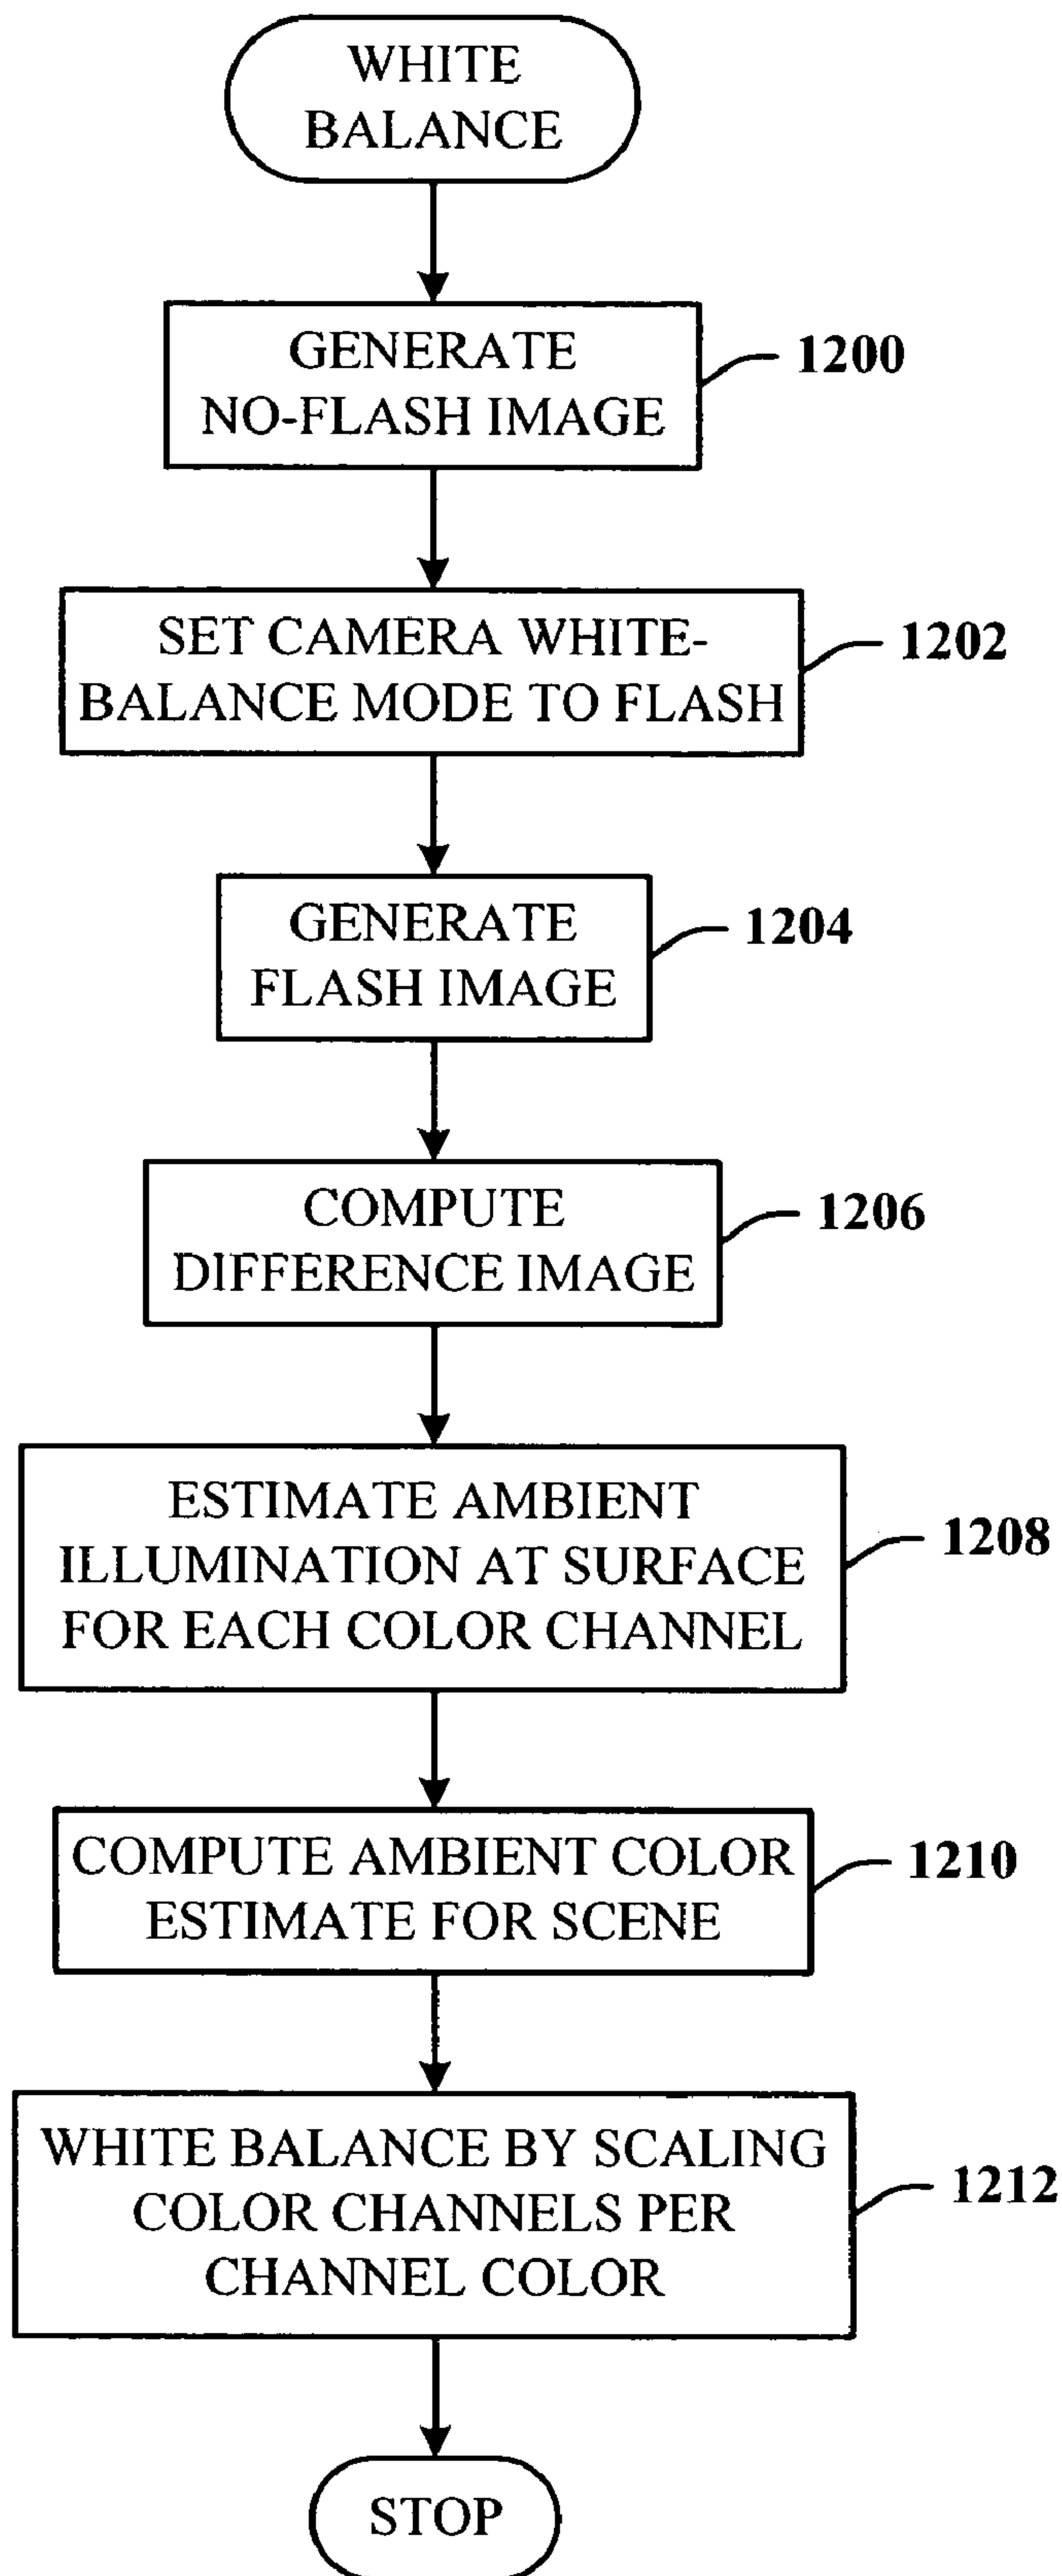 WHITE
BALANCE
GENERATE
NO-FLASH IMAGE
1200
SET CAMERA WHITE-
BALANCE MODE TO FLASH
1202
GENERATE
FLASH IMAGE
1204
COMPUTE
DIFFERENCE IMAGE
1206
ESTIMATE AMBIENT
ILLUMINATION AT SURFACE
FOR EACH COLOR CHANNEL
1208
COMPUTE AMBIENT COLOR
ESTIMATE FOR SCENE
1210
WHITE BALANCE BY SCALING
COLOR CHANNELS PER
CHANNEL COLOR
1212
STOP